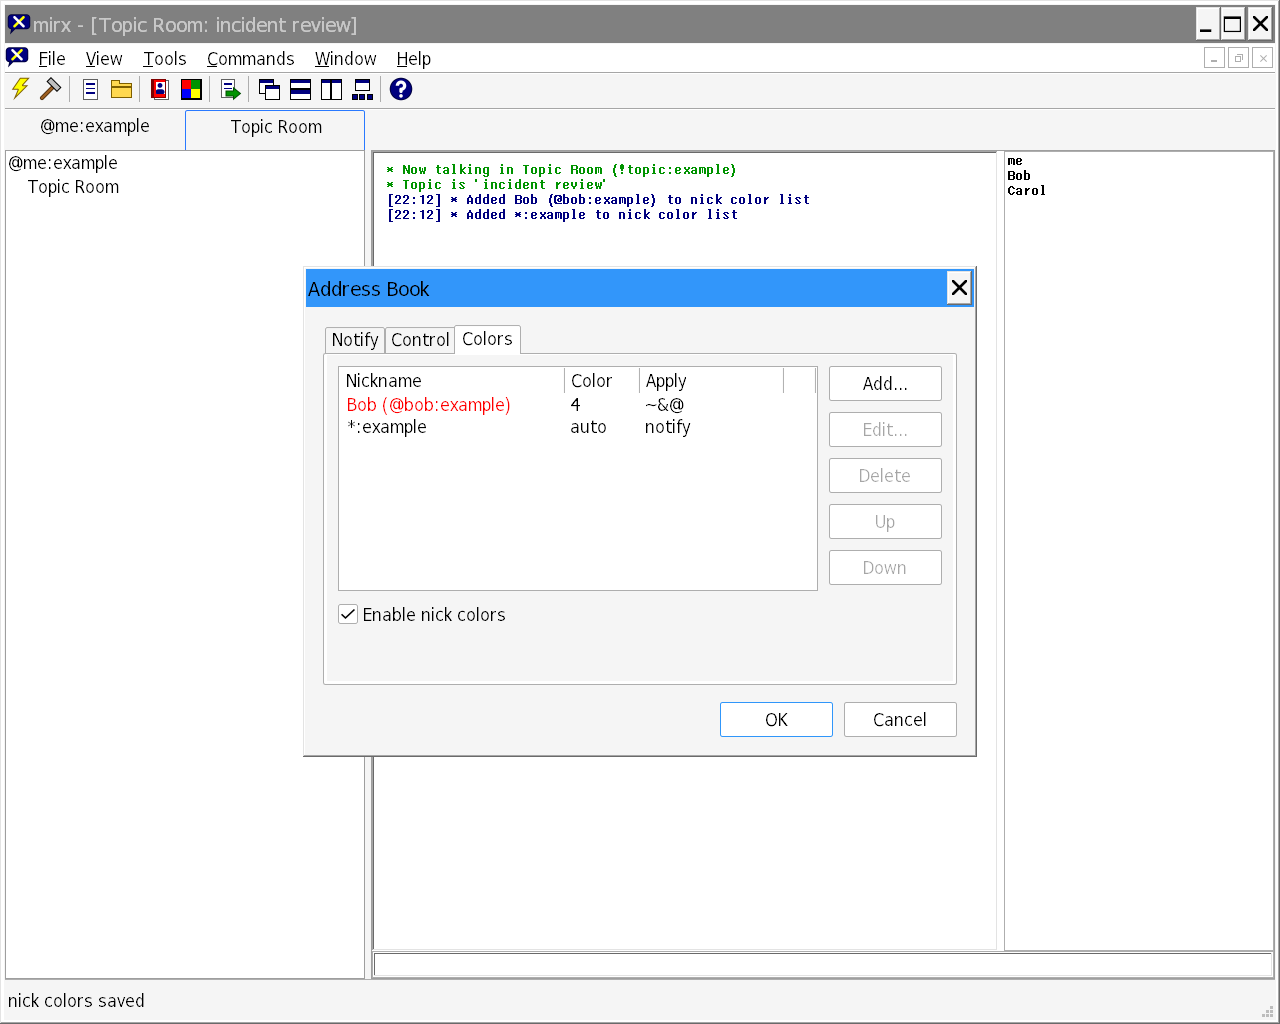 mirx - [Topic Room: incident review]
File View Tools Commands Window Help
@me:example Topic Room
@me:example
Topic Room
* Now talking in Topic Room (!topic:example)
* Topic is 'incident review'
[22:12] * Added Bob (@bob:example) to nick color list
[22:12] * Added *:example to nick color list
me
Bob
Carol
Address Book
Notify Control Colors
Nickname Color Apply
Bob (@bob:example) 4 ~&@
*:example auto notify
Add...
Edit...
Delete
Up
Down
Enable nick colors
OK Cancel
nick colors saved